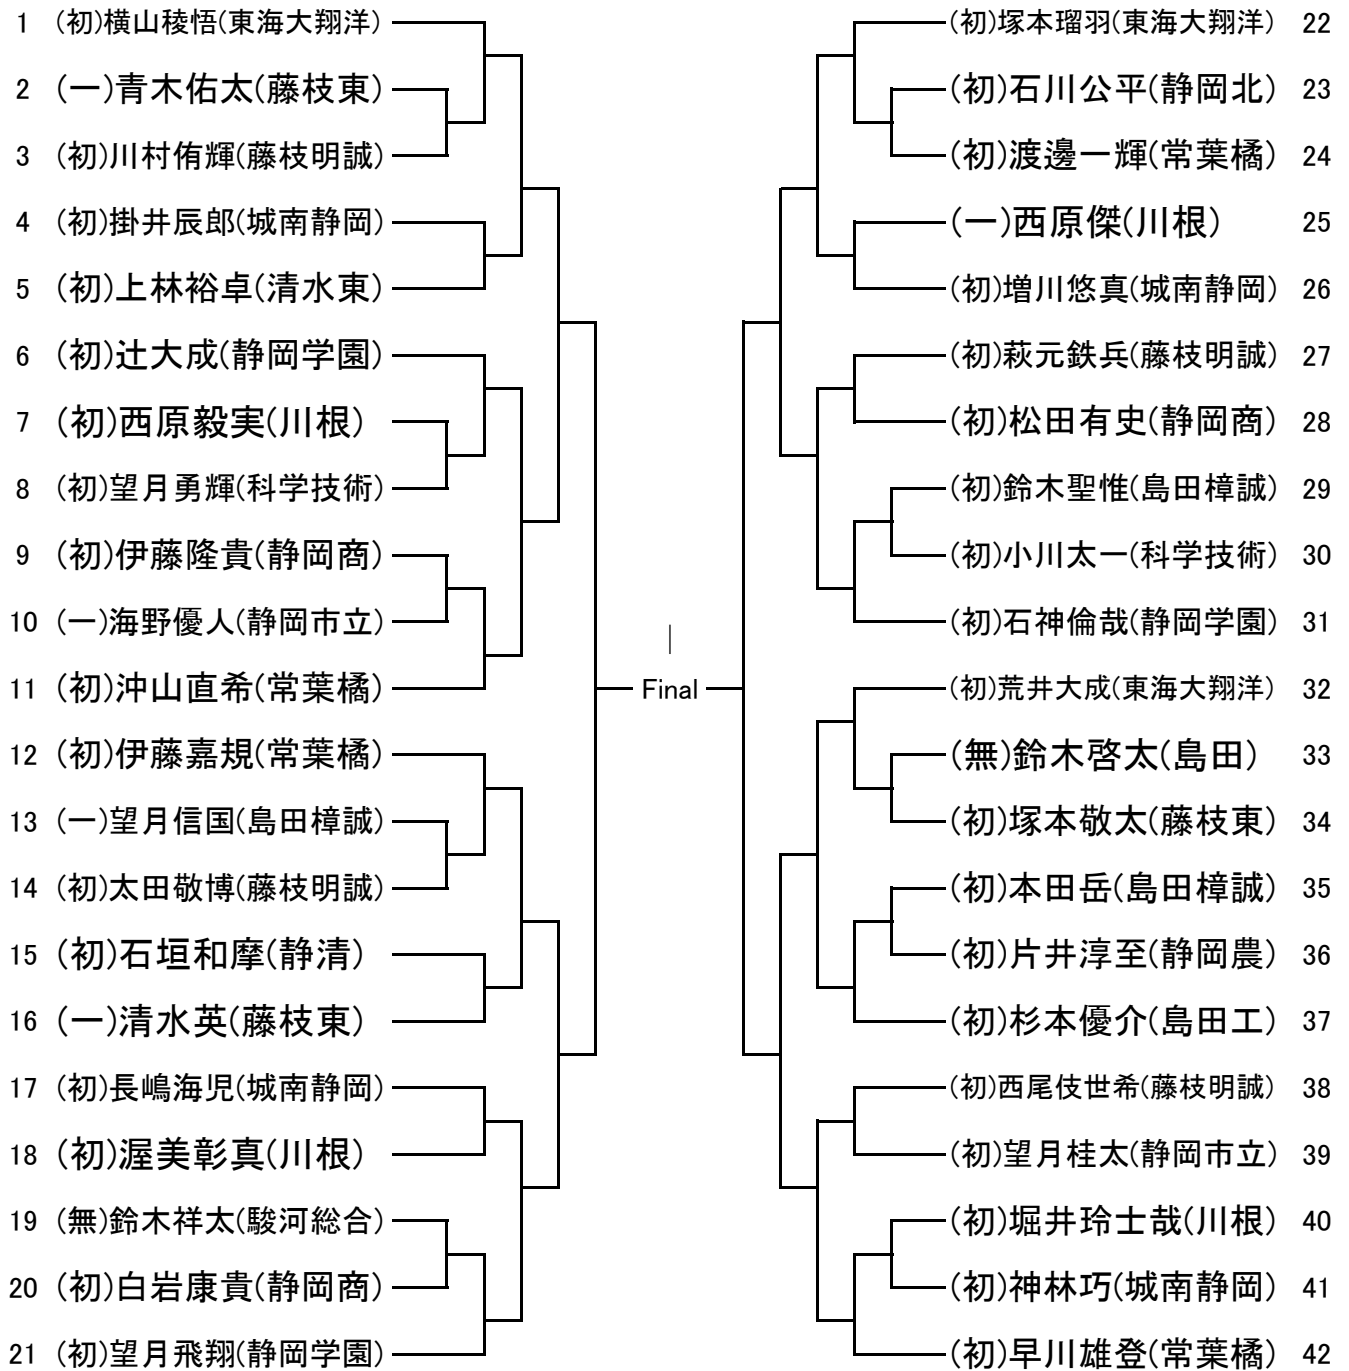 1 (初)横山稜悟(東海大翔洋)
2 (一)青木佑太(藤枝東)
3 (初)川村侑輝(藤枝明誠)
4 (初)掛井辰郎(城南静岡)
5 (初)上林裕卓(清水東)
6 (初)辻大成(静岡学園)
7 (初)西原毅実(川根)
8 (初)望月勇輝(科学技術)
9 (初)伊藤隆貴(静岡商)
10 (一)海野優人(静岡市立)
11 (初)沖山直希(常葉橘)
12 (初)伊藤嘉規(常葉橘)
13 (一)望月信国(島田樟誠)
14 (初)太田敬博(藤枝明誠)
15 (初)石垣和摩(静清)
16 (一)清水英(藤枝東)
17 (初)長嶋海児(城南静岡)
18 (初)渥美彰真(川根)
19 (無)鈴木祥太(駿河総合)
20 (初)白岩康貴(静岡商)
21 (初)望月飛翔(静岡学園)
Final
(初)塚本瑠羽(東海大翔洋) 22
(初)石川公平(静岡北) 23
(初)渡邊一輝(常葉橘) 24
(一)西原傑(川根) 25
(初)増川悠真(城南静岡) 26
(初)萩元鉄兵(藤枝明誠) 27
(初)松田有史(静岡商) 28
(初)鈴木聖惟(島田樟誠) 29
(初)小川太一(科学技術) 30
(初)石神倫哉(静岡学園) 31
(初)荒井大成(東海大翔洋) 32
(無)鈴木啓太(島田) 33
(初)塚本敬太(藤枝東) 34
(初)本田岳(島田樟誠) 35
(初)片井淳至(静岡農) 36
(初)杉本優介(島田工) 37
(初)西尾伎世希(藤枝明誠) 38
(初)望月桂太(静岡市立) 39
(初)堀井玲士哉(川根) 40
(初)神林巧(城南静岡) 41
(初)早川雄登(常葉橘) 42